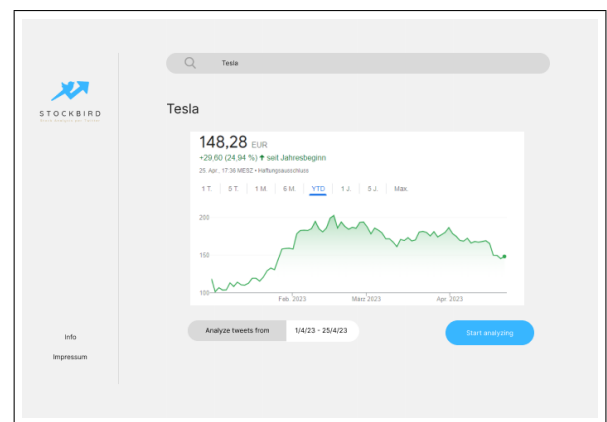 Tesla
STOCKBIRD
Tesla
148,28 EUR
+29,60 (24,94 %) ↑ seit Jahresbeginn
25. Apr., 17:36 MESZ • Haftungsausschluss
1 T. 5 T. 1 M. 6 M. YTD 1 J. 5 J. Max.
200
150
100
Feb. 2023 März 2023 Apr. 2023
Analyze tweets from 1/4/23 - 25/4/23
Start analyzing
Info
Impressum